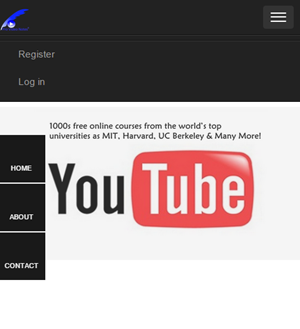 Register
Log in
1000s free online courses from the world's top
universities as MIT, Harvard, UC Berkeley & Many More!
YouTube
HOME
ABOUT
CONTACT